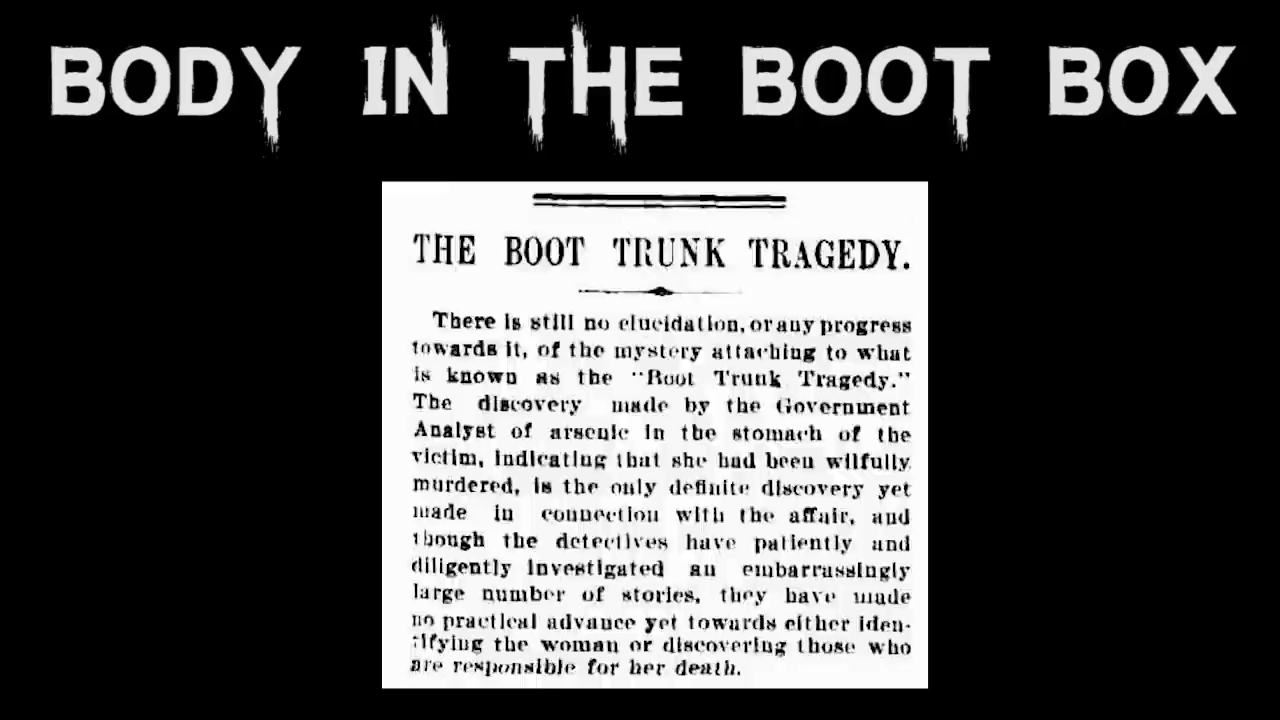 BODY IN THE BOOT BOX
THE BOOT TRUNK TRAGEDY.
There is still no elucidation, or any progress
towards it, of the mystery attaching to what
is known as the "Boot Trunk Tragedy."
The discovery made by the Government
Analyst of arsenic in the stomach of the
victim, indicating that she had been wilfully
murdered, is the only definite discovery yet
made in connection with the affair, and
though the detectives have patiently and
diligently investigated an embarrassingly
large number of stories, they have made
no practical advance yet towards either iden-
tifying the woman or discovering those who
are responsible for her death.